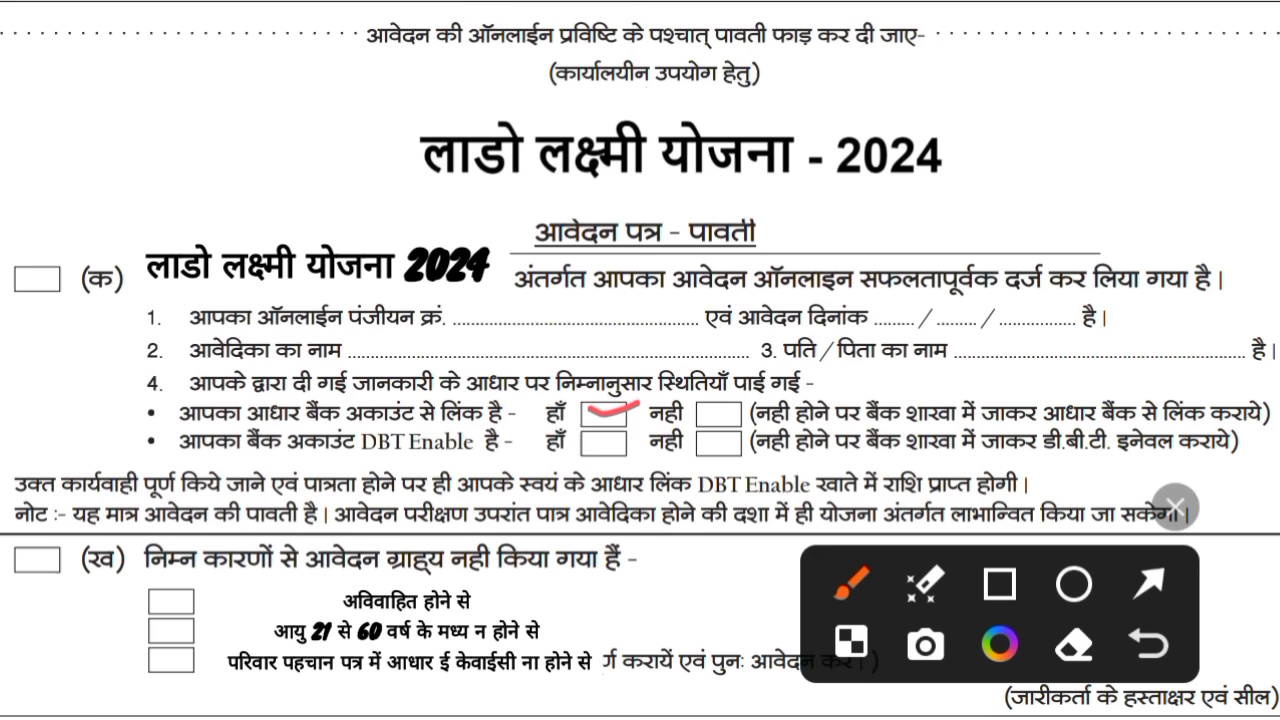 आवेदन की ऑनलाईन प्रविष्टि के पश्चात् पावती फाड़ कर दी जाए-
(कार्यालयीन उपयोग हेतु)
लाडो लक्ष्मी योजना - 2024
आवेदन पत्र - पावती
(क) लाडो लक्ष्मी योजना 2024 अंतर्गत आपका आवेदन ऑनलाइन सफलतापूर्वक दर्ज कर लिया गया है।
1. आपका ऑनलाईन पंजीयन क्रं. ........................ एवं आवेदन दिनांक ......... / ......... / ................ है।
2. आवेदिका का नाम ........................ 3. पति / पिता का नाम ........................ है।
4. आपके द्वारा दी गई जानकारी के आधार पर निम्नानुसार स्थितियाँ पाई गई -
• आपका आधार बैंक अकाउंट से लिंक है - हाँ नही (नही होने पर बैंक शाखा में जाकर आधार बैंक से लिंक कराये)
• आपका बैंक अकाउंट DBT Enable है - हाँ नही (नही होने पर बैंक शाखा में जाकर डी.बी.टी. इनेवल कराये)
उक्त कार्यवाही पूर्ण किये जाने एवं पात्रता होने पर ही आपके स्वयं के आधार लिंक DBT Enable खाते में राशि प्राप्त होगी।
नोट :- यह मात्र आवेदन की पावती है। आवेदन परीक्षण उपरांत पात्र आवेदिका होने की दशा में ही योजना अंतर्गत लाभान्वित किया जा सकेगा।
(ख) निम्न कारणों से आवेदन ग्राह्य नही किया गया हैं -
अविवाहित होने से
आयु 21 से 60 वर्ष के मध्य न होने से
परिवार पहचान पत्र में आधार ई केवाईसी ना होने से र्ग करायें एवं पुनः आवेदन करें।)
(जारीकर्ता के हस्ताक्षर एवं सील)